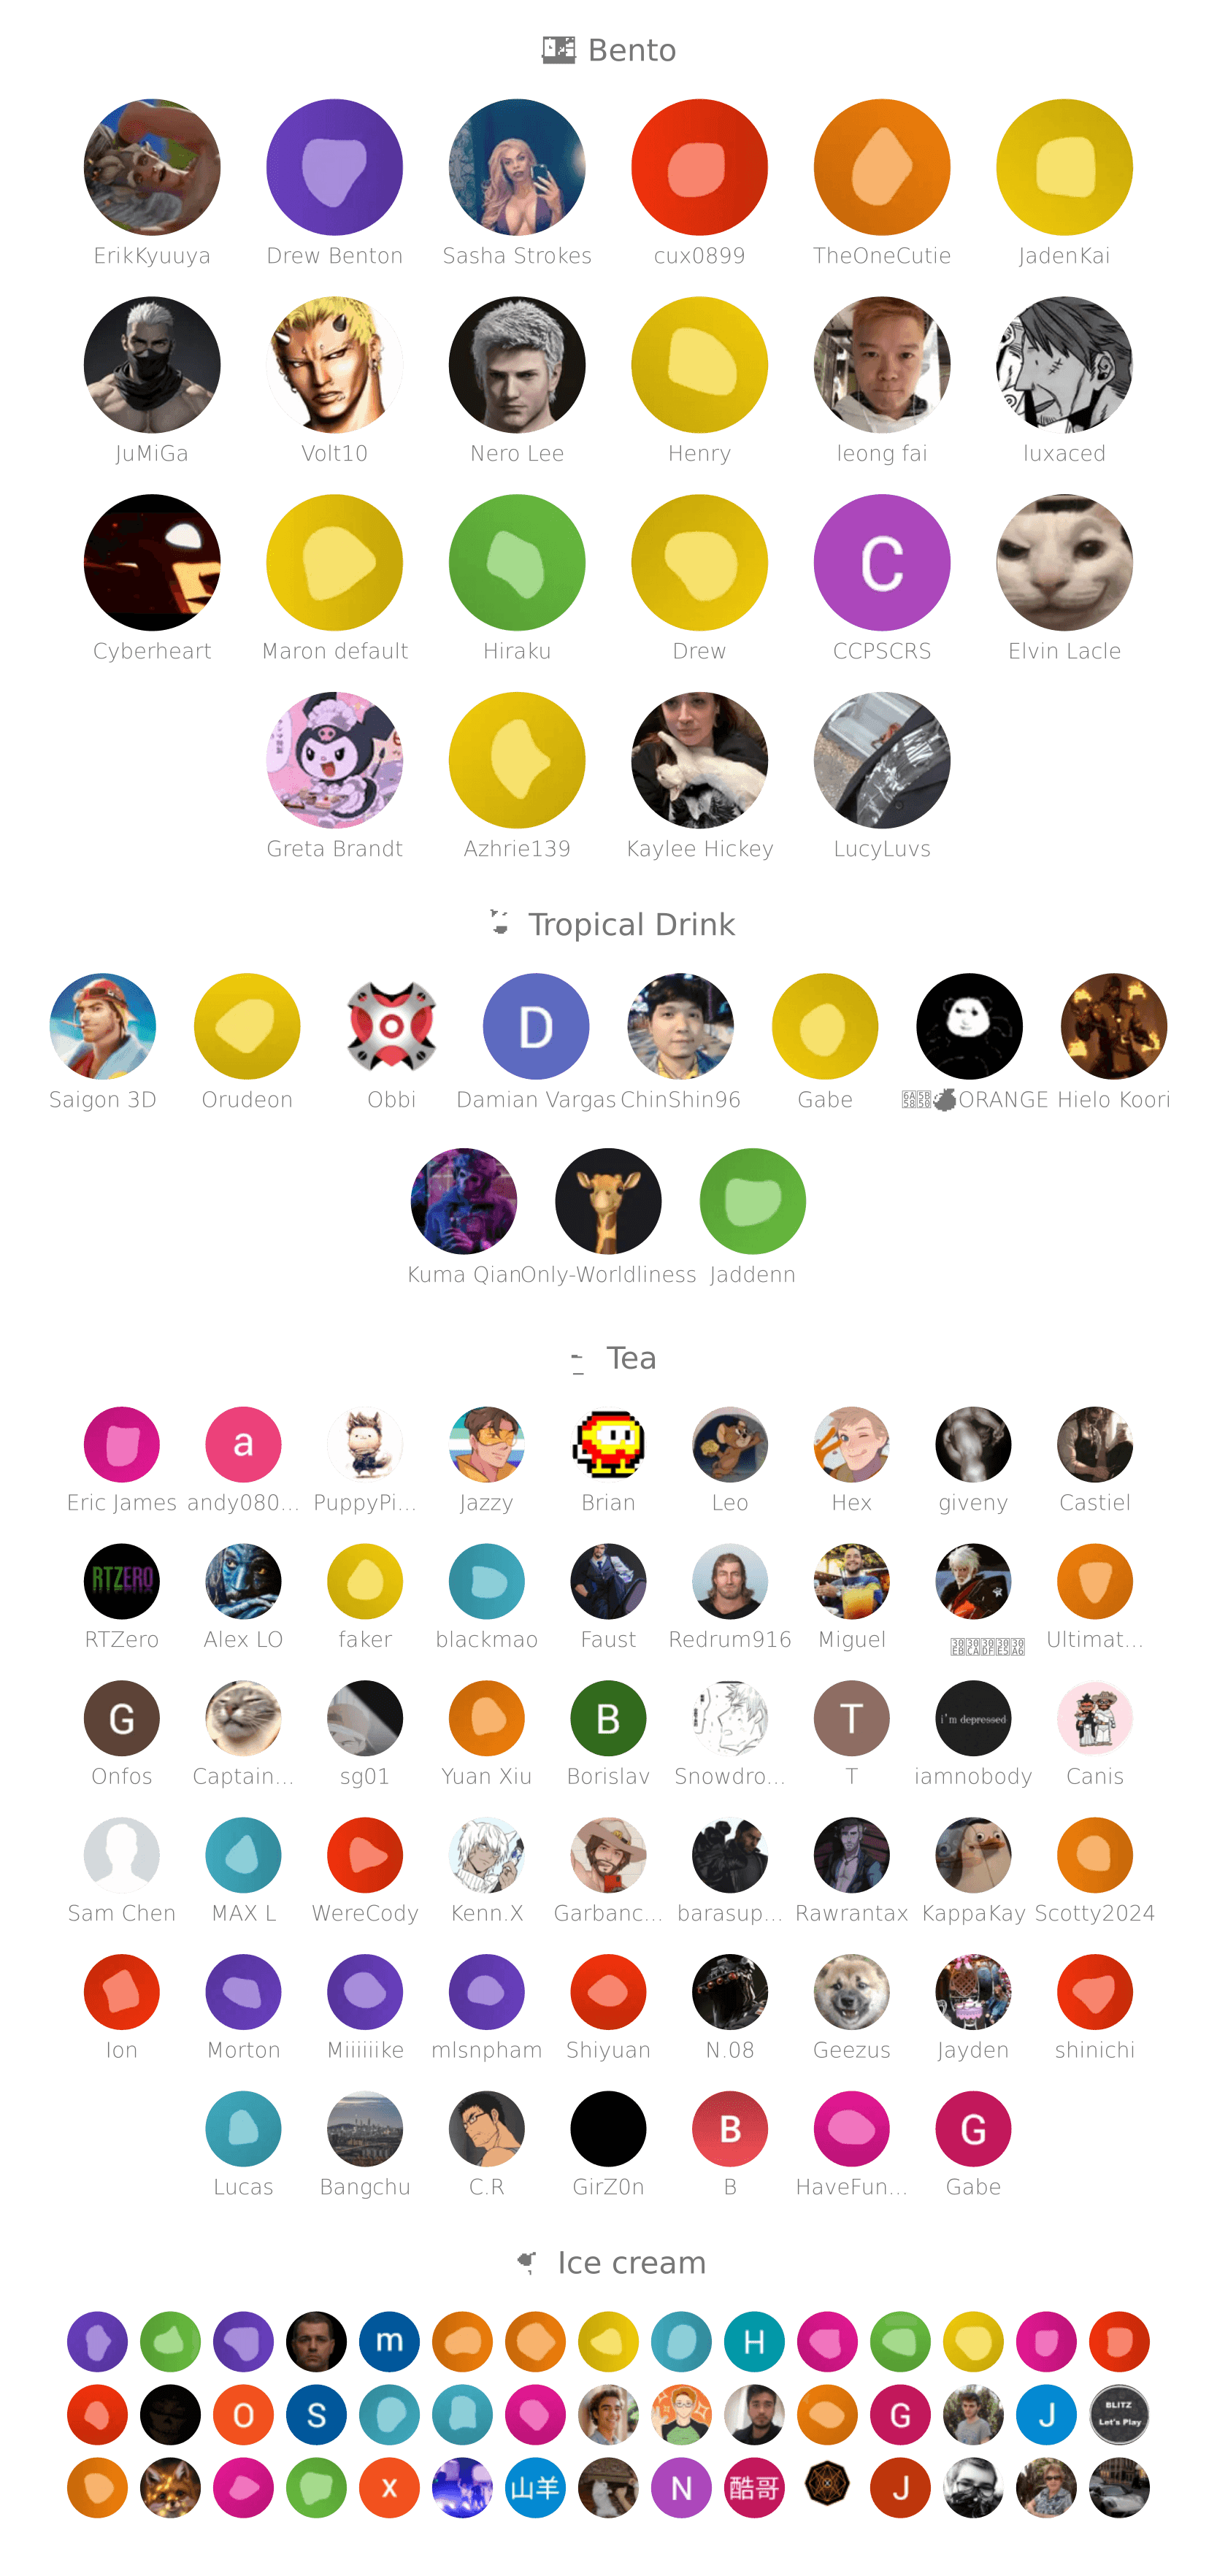 Bento
ErikKyuuya Drew Benton Sasha Strokes cux0899 TheOneCutie JadenKai
JuMiGa Volt10 Nero Lee Henry leong fai luxaced
C
Cyberheart Maron default Hiraku Drew CCPSCRS Elvin Lacle
Greta Brandt Azhrie139 Kaylee Hickey LucyLuvs
Tropical Drink
D
Saigon 3D Orudeon Obbi Damian Vargas ChinShin96 Gabe ORANGE Hielo Koori
Kuma Qian Only-Worldliness Jaddenn
Tea
a
Eric James andy080... PuppyPi... Jazzy Brian Leo Hex giveny Castiel
RTZERO
RTZero Alex LO faker blackmao Faust Redrum916 Miguel Ultimat...
G B T i'm depressed
Onfos Captain... sg01 Yuan Xiu Borislav Snowdro... T iamnobody Canis
Sam Chen MAX L WereCody Kenn.X Garbanc... barasup... Rawrantax KappaKay Scotty2024
Ion Morton Miiiiiike mlsnpham Shiyuan N.08 Geezus Jayden shinichi
B G
Lucas Bangchu C.R GirZ0n B HaveFun... Gabe
Ice cream
m H
O S G J BLITZ
Let's Play
x 山羊 N 酷哥 J